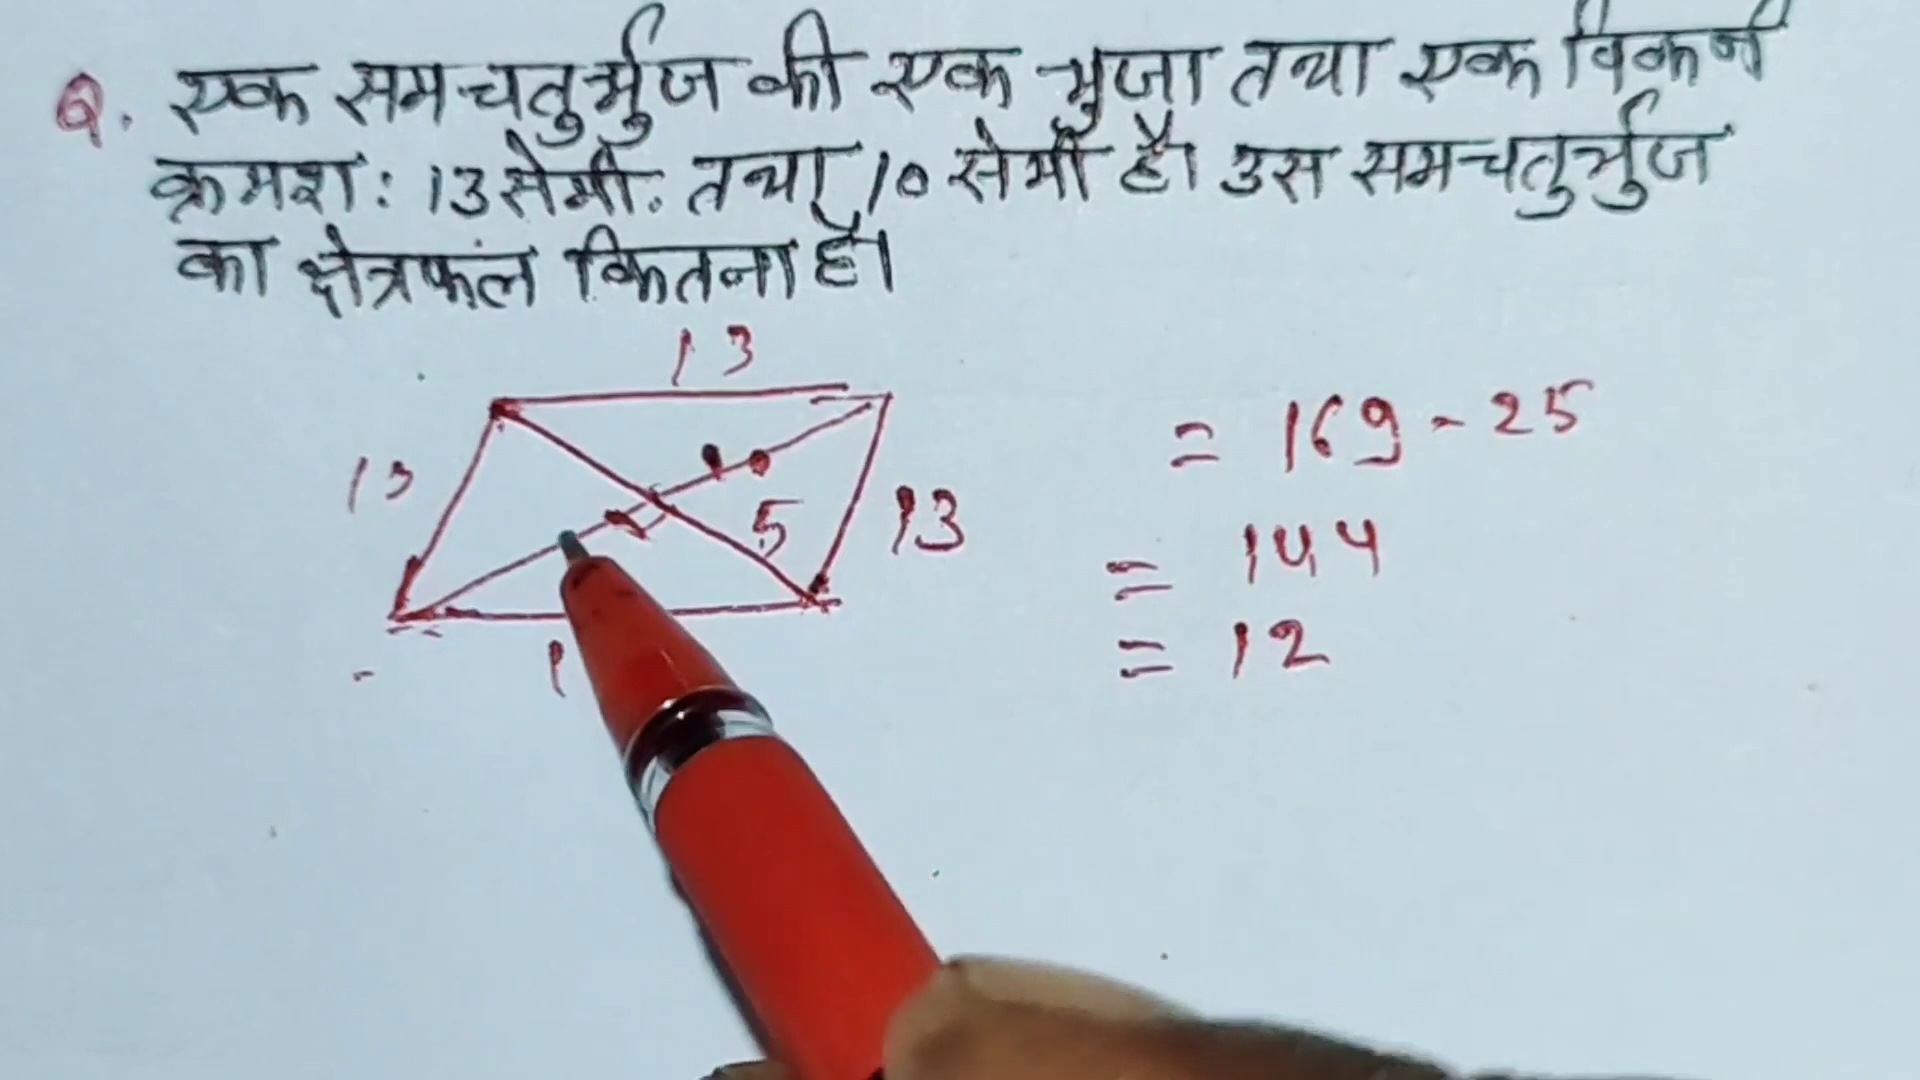 Q. एक समचतुर्भुज की एक भुजा तथा एक विकर्ण
क्रमश: 13 सेमी. तथा 10 सेमी है। उस समचतुर्भुज
का क्षेत्रफल कितना है।
13
13
5
13
= 169 - 25
= 144
= 12